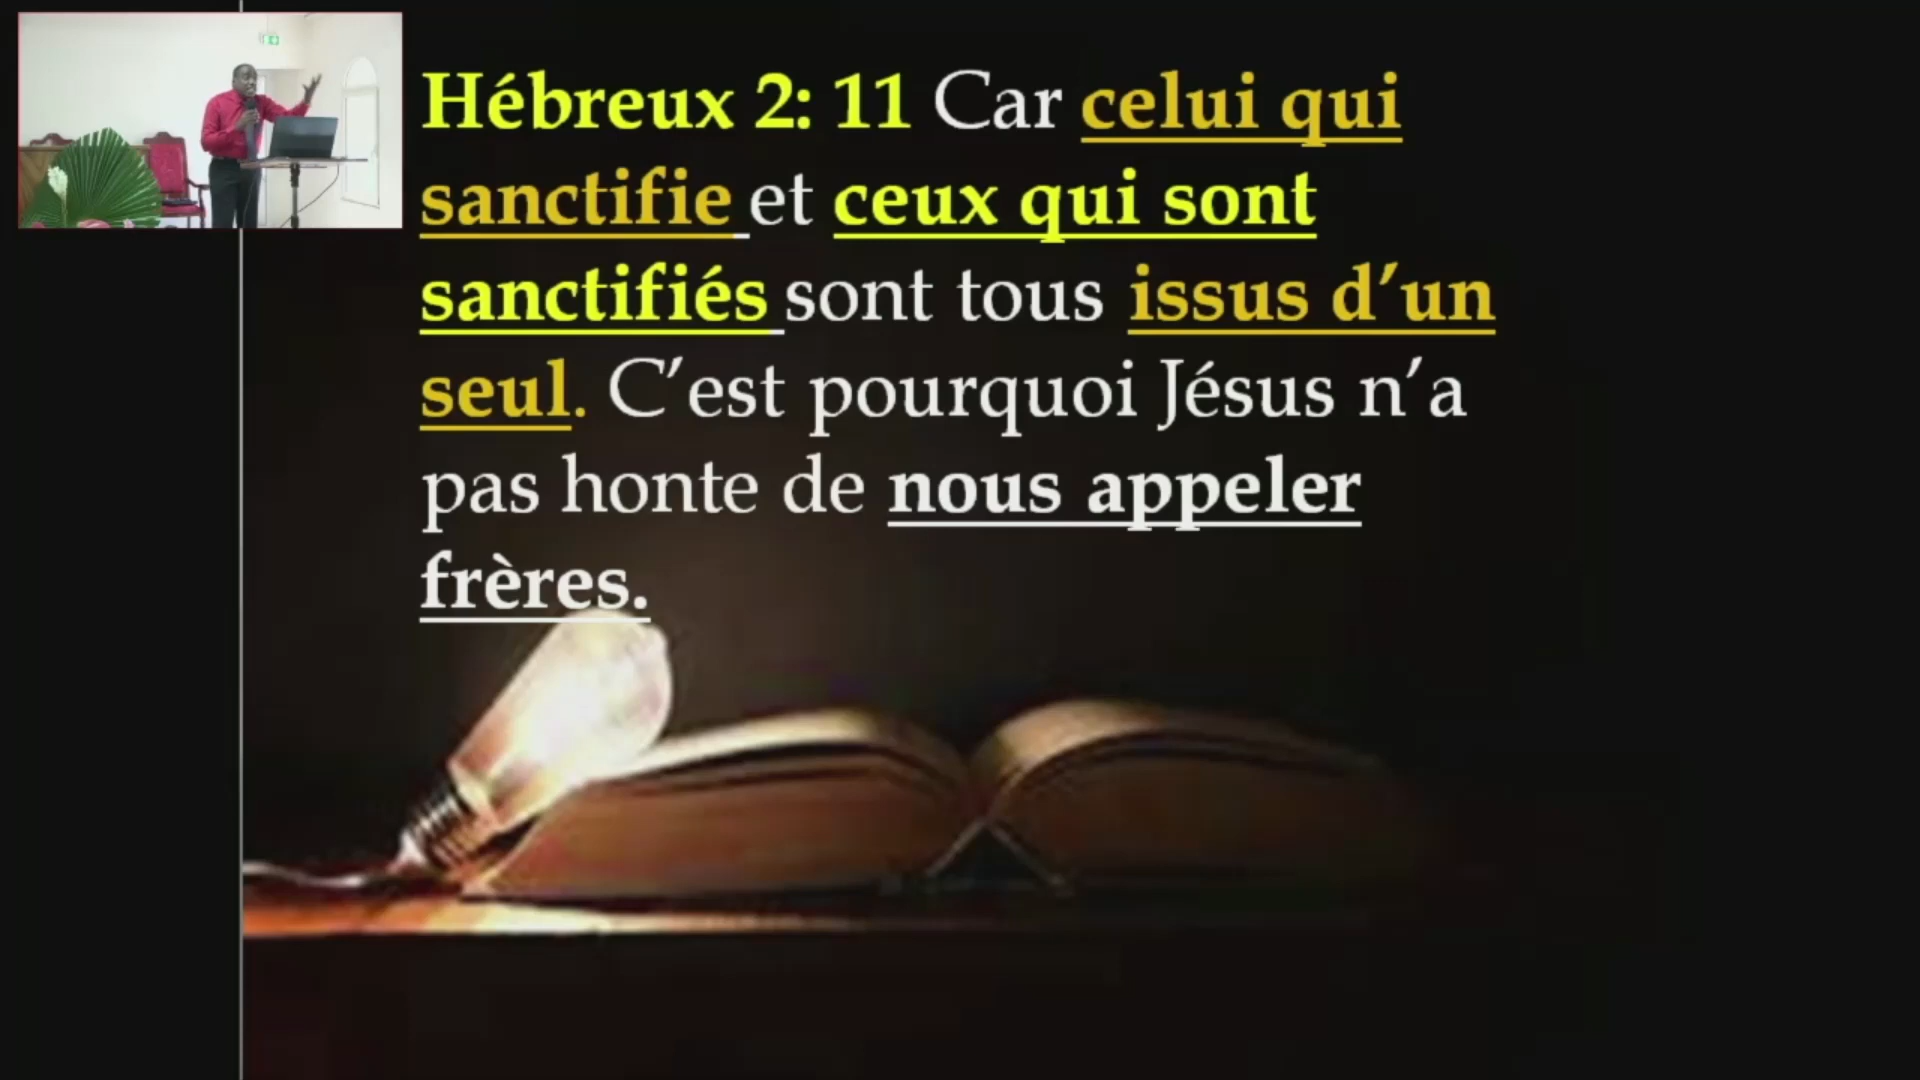 Hébreux 2: 11 Car celui qui
sanctifie et ceux qui sont
sanctifiés sont tous issus d’un
seul. C’est pourquoi Jésus n’a
pas honte de nous appeler
frères.